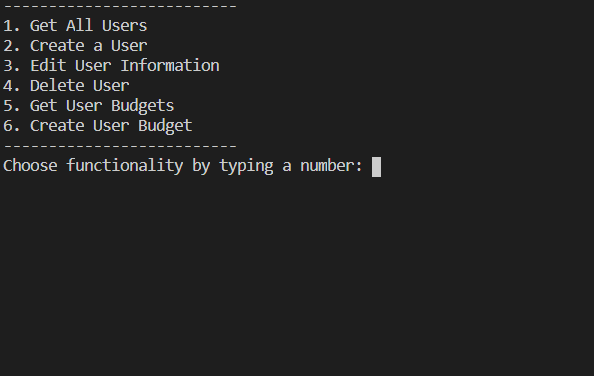 --------------------------
1. Get All Users
2. Create a User
3. Edit User Information
4. Delete User
5. Get User Budgets
6. Create User Budget
--------------------------
Choose functionality by typing a number: